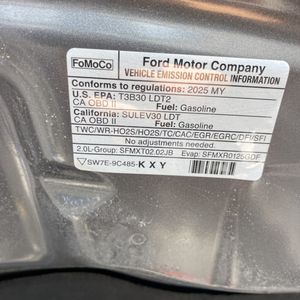 FoMoCo
Ford Motor Company
VEHICLE EMISSION CONTROL INFORMATION
Conforms to regulations: 2025 MY
U.S. EPA: T3B30 LDT2
CA OBD II Fuel: Gasoline
California: SULEV30 LDT
CA OBD II Fuel: Gasoline
TWC/WR-HO2S/HO2S/TC/CAC/EGR/EGRC/DFI/SFI
No adjustments needed.
2.0L-Group: SFMXT02.02JB Evap: SFMXR0125GDF
SW7E-9C485-KXY